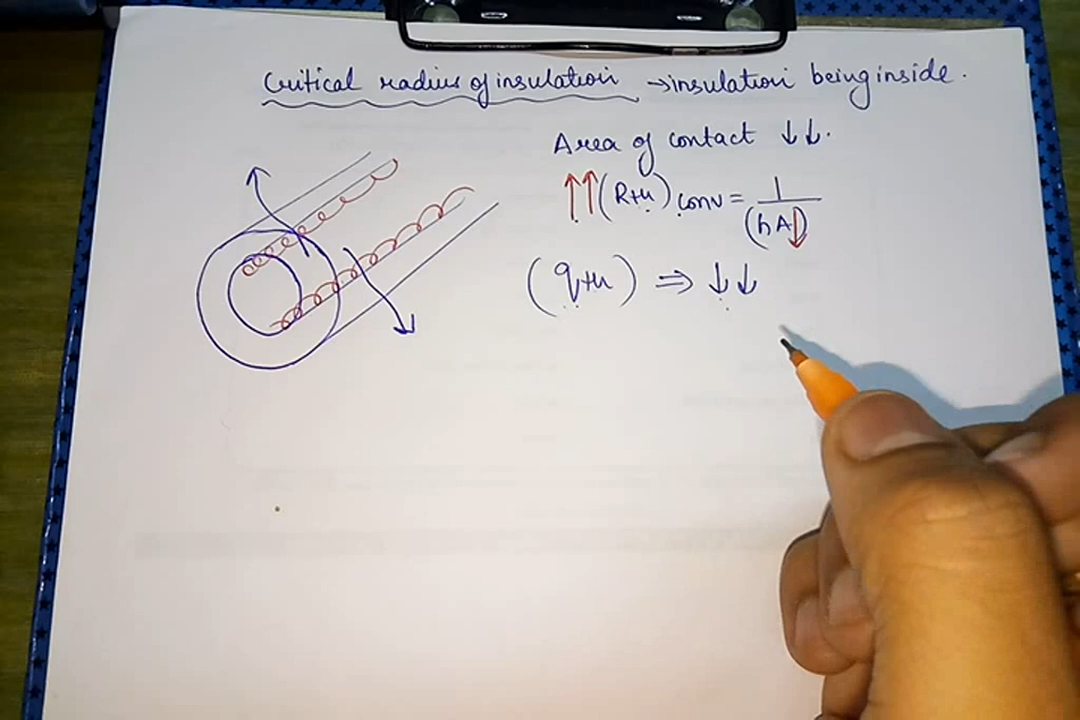 Critical radius of insulation → insulation being inside.
Area of contact ↓↓.
↑↑ (Rth) conv = 1 / (hA↓)
(qth) ⇒ ↓↓